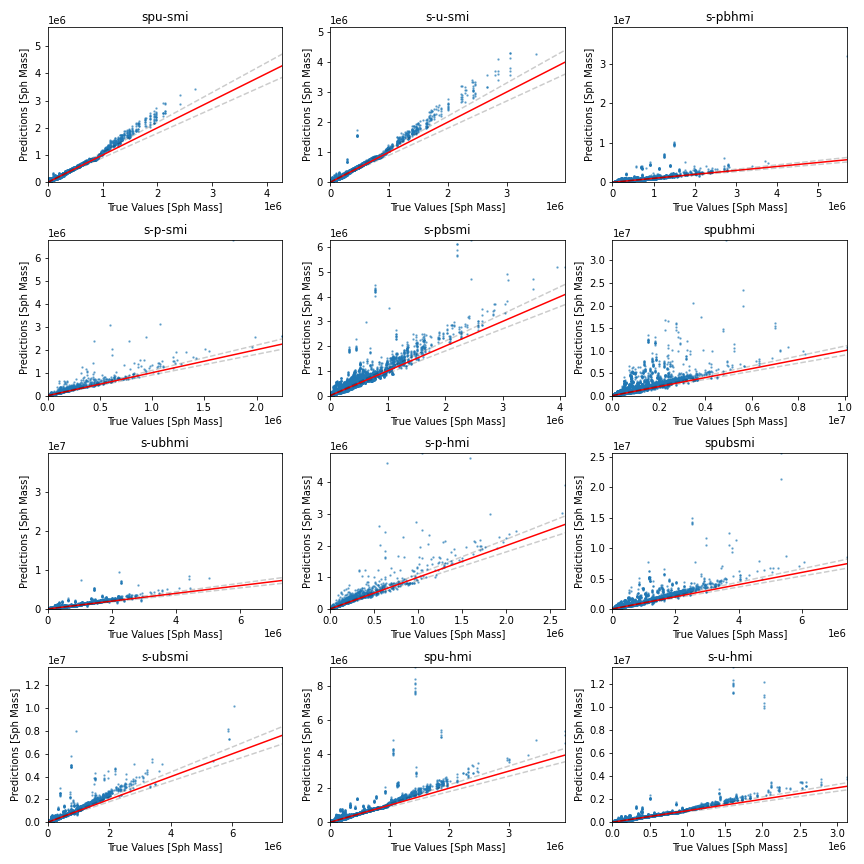 spu-smi
s-u-smi
s-pbhmi
1e6
1e6
1e7
5
4
3
2
1
0
Predictions [Sph Mass]
0 1 2 3 4
True Values [Sph Mass]
1e6
5
4
3
2
1
0
Predictions [Sph Mass]
0 1 2 3
True Values [Sph Mass]
1e6
3
2
1
0
Predictions [Sph Mass]
0 1 2 3 4 5
True Values [Sph Mass]
1e6
s-p-smi
s-pbsmi
spubhmi
1e6
1e6
1e7
6
5
4
3
2
1
0
Predictions [Sph Mass]
0.0 0.5 1.0 1.5 2.0
True Values [Sph Mass]
1e6
6
5
4
3
2
1
0
Predictions [Sph Mass]
0 1 2 3 4
True Values [Sph Mass]
1e6
3.0
2.5
2.0
1.5
1.0
0.5
0.0
Predictions [Sph Mass]
0.0 0.2 0.4 0.6 0.8 1.0
True Values [Sph Mass]
1e7
s-ubhmi
s-p-hmi
spubsmi
1e7
1e6
1e7
3
2
1
0
Predictions [Sph Mass]
0 2 4 6
True Values [Sph Mass]
1e6
4
3
2
1
0
Predictions [Sph Mass]
0.0 0.5 1.0 1.5 2.0 2.5
True Values [Sph Mass]
1e6
2.5
2.0
1.5
1.0
0.5
0.0
Predictions [Sph Mass]
0 2 4 6
True Values [Sph Mass]
1e6
s-ubsmi
spu-hmi
s-u-hmi
1e7
1e6
1e7
1.2
1.0
0.8
0.6
0.4
0.2
0.0
Predictions [Sph Mass]
0 2 4 6
True Values [Sph Mass]
1e6
8
6
4
2
0
Predictions [Sph Mass]
0 1 2 3
True Values [Sph Mass]
1e6
1.2
1.0
0.8
0.6
0.4
0.2
0.0
Predictions [Sph Mass]
0.0 0.5 1.0 1.5 2.0 2.5 3.0
True Values [Sph Mass]
1e6